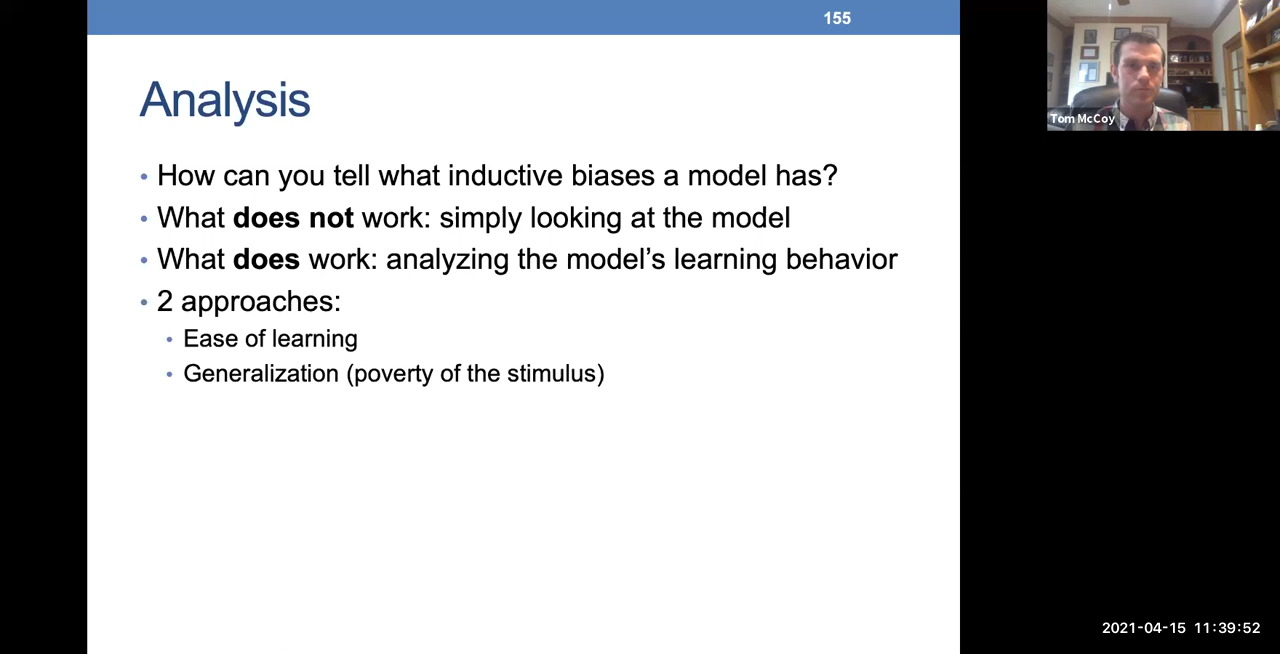 155
Analysis
• How can you tell what inductive biases a model has?
• What does not work: simply looking at the model
• What does work: analyzing the model’s learning behavior
• 2 approaches:
• Ease of learning
• Generalization (poverty of the stimulus)
Tom McCoy
2021-04-15 11:39:52